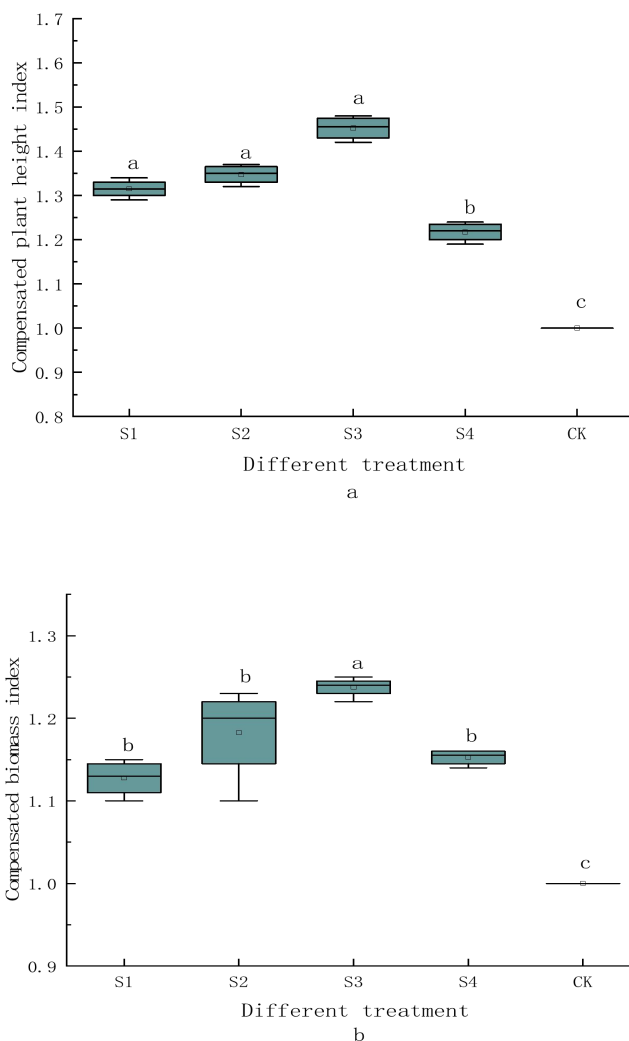 Compensated plant height index
1.7
1.6
1.5
1.4
1.3
1.2
1.1
1.0
0.9
0.8
a
a
a
b
c
S1 S2 S3 S4 CK
Different treatment
a
Compensated biomass index
1.3
1.2
1.1
1.0
0.9
b
b
a
b
c
S1 S2 S3 S4 CK
Different treatment
b